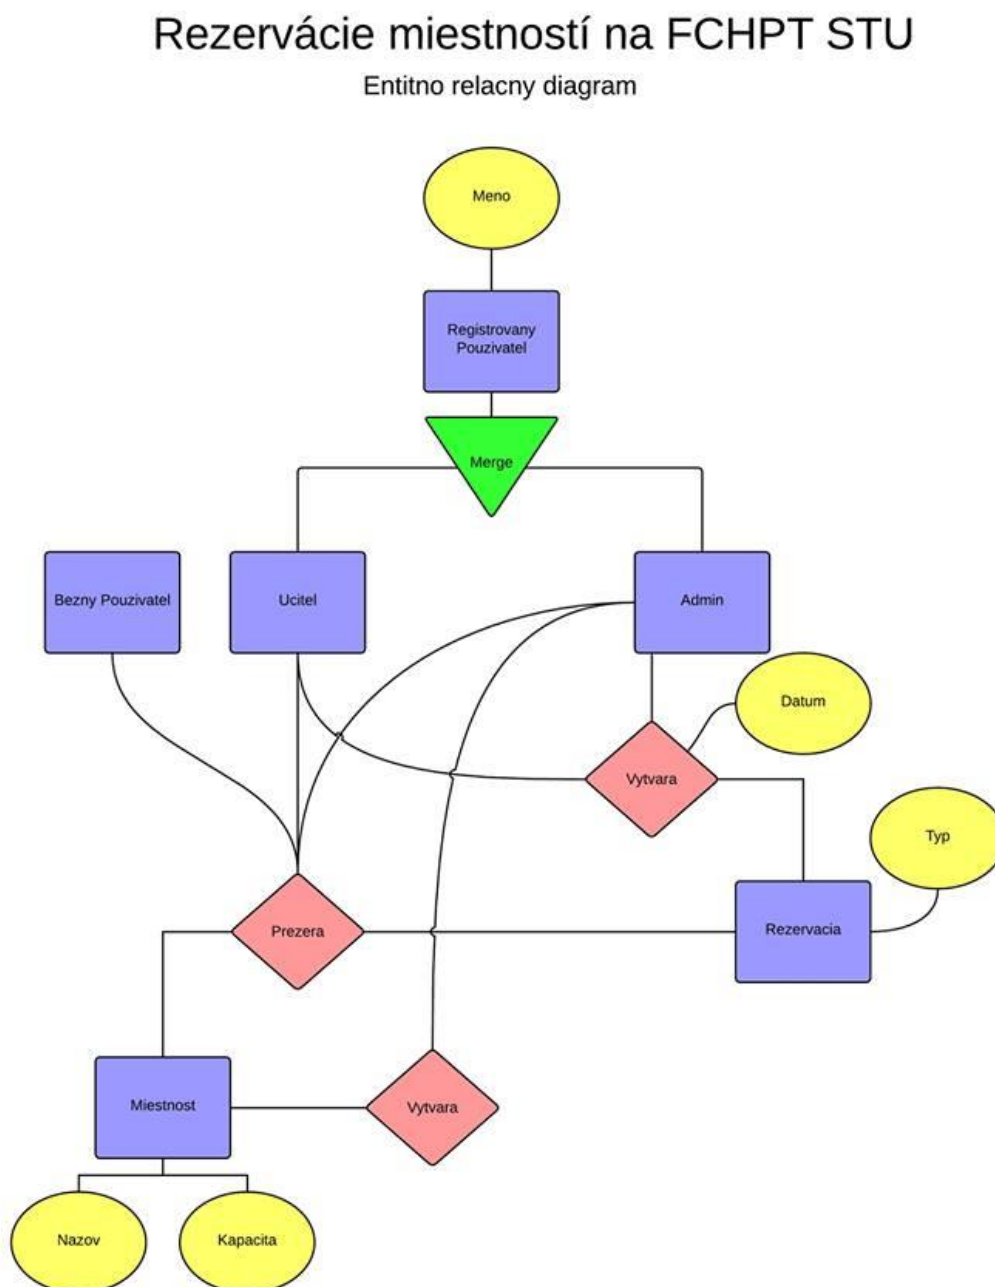 Rezervácie miestností na FCHPT STU
Entitno relacny diagram
Meno
Registrovany
Pouzivatel
Merge
Bezny Pouzivatel
Ucitel
Admin
Datum
Vytvara
Typ
Prezera
Rezervacia
Miestnost
Vytvara
Nazov
Kapacita